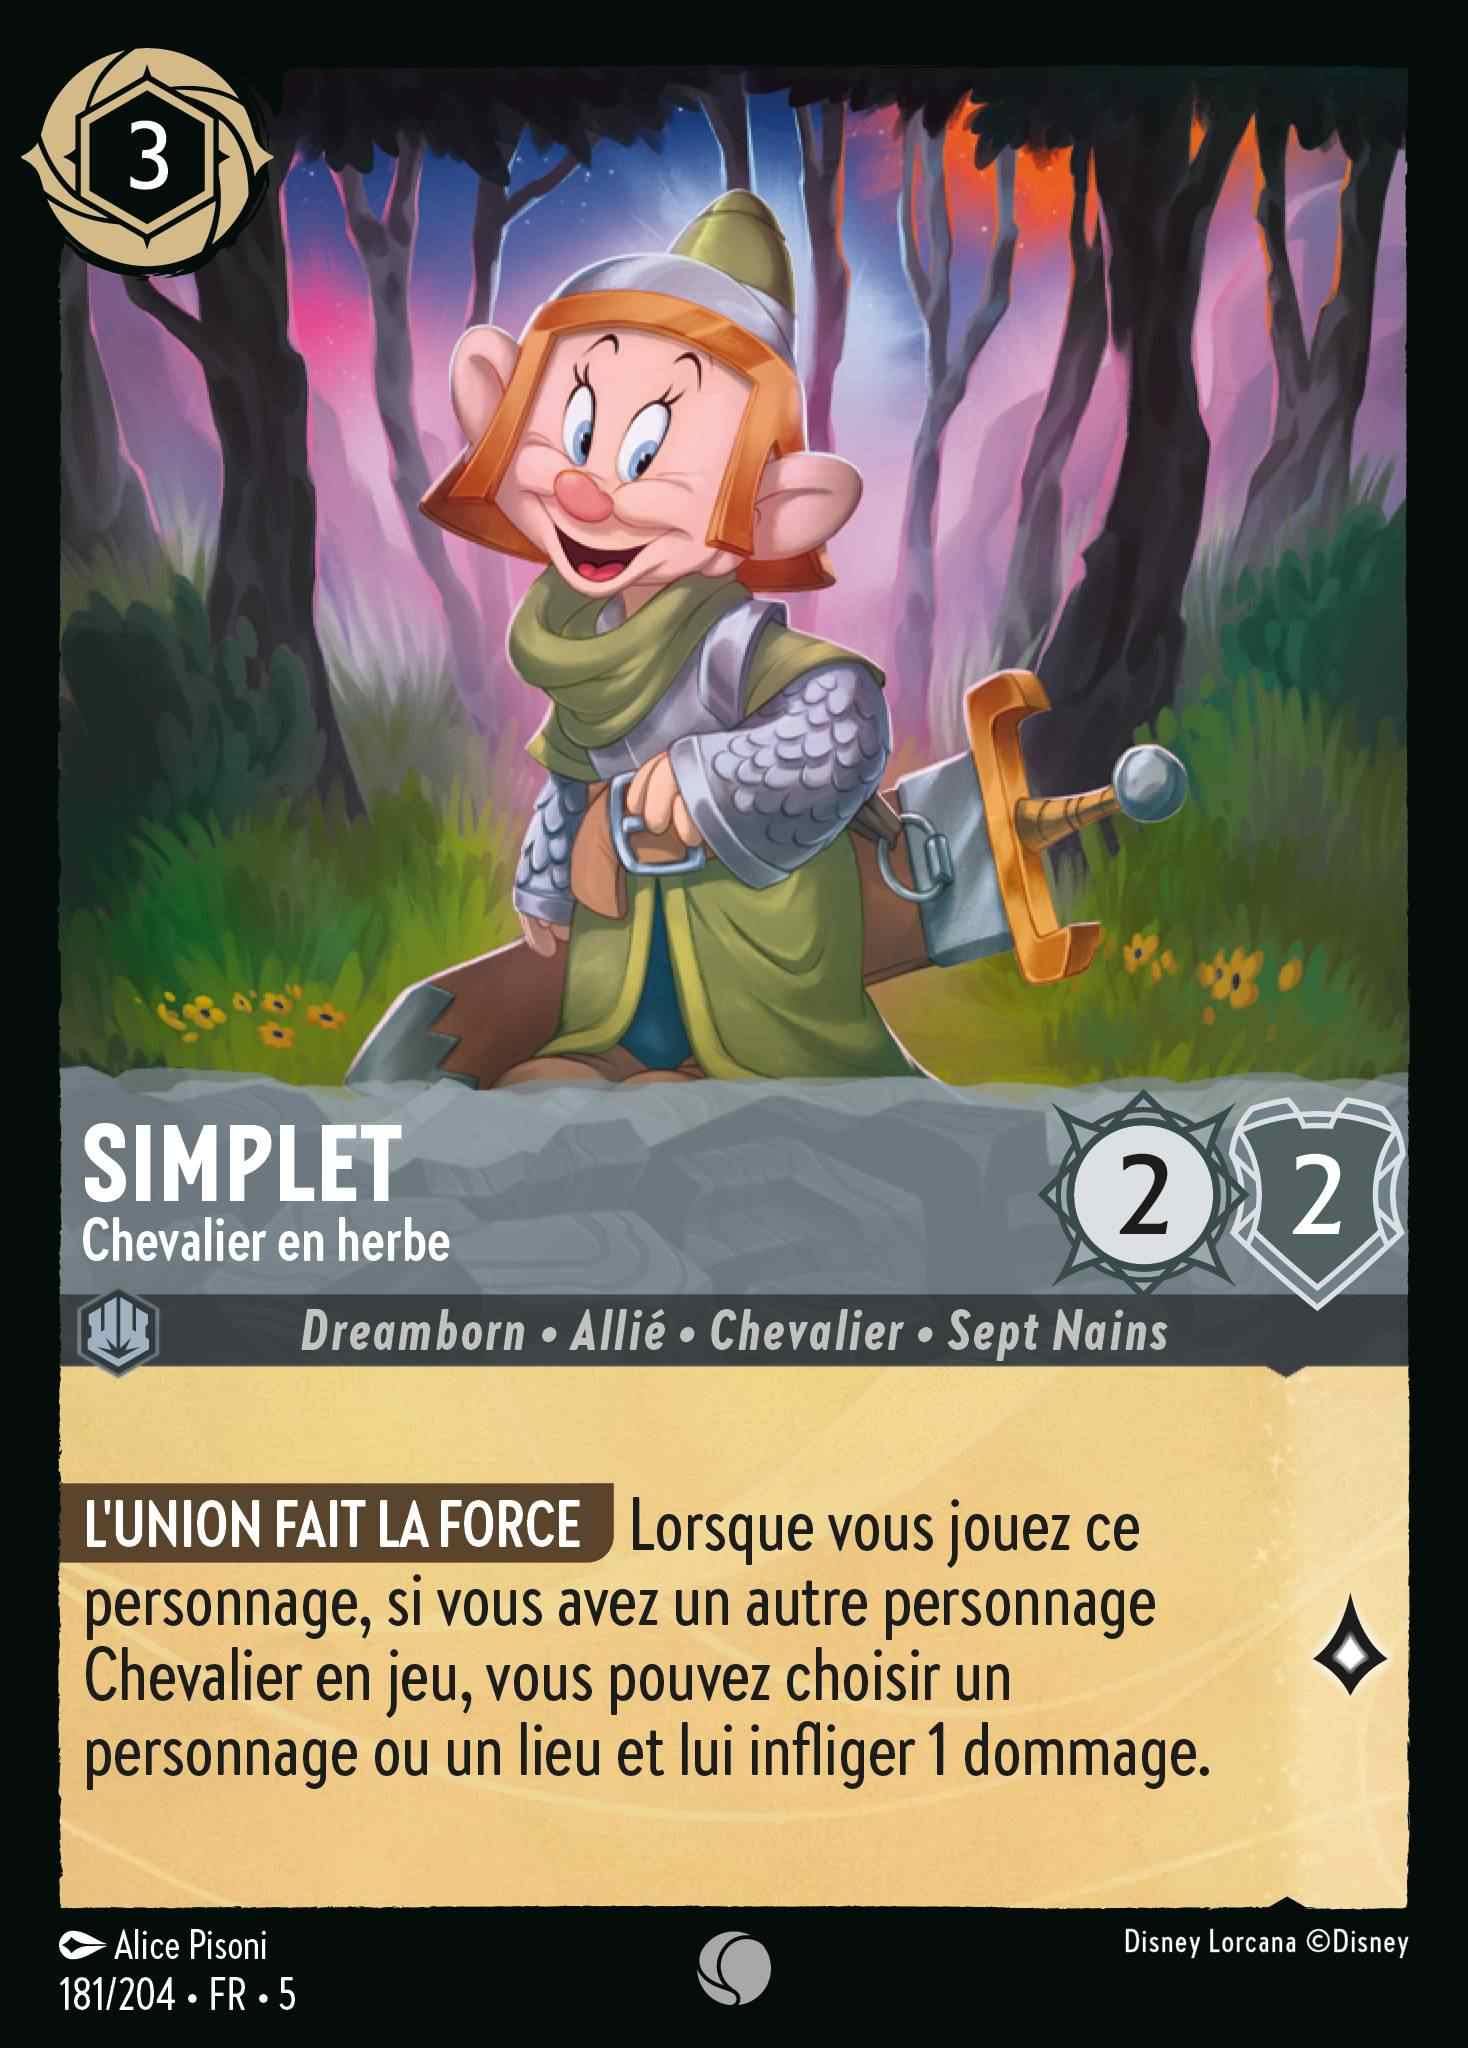 3
SIMPLET
Chevalier en herbe
2 2
Dreamborn • Allié • Chevalier • Sept Nains
L'UNION FAIT LA FORCE Lorsque vous jouez ce
personnage, si vous avez un autre personnage
Chevalier en jeu, vous pouvez choisir un
personnage ou un lieu et lui infliger 1 dommage.
Alice Pisoni
181/204 • FR • 5
Disney Lorcana ©Disney